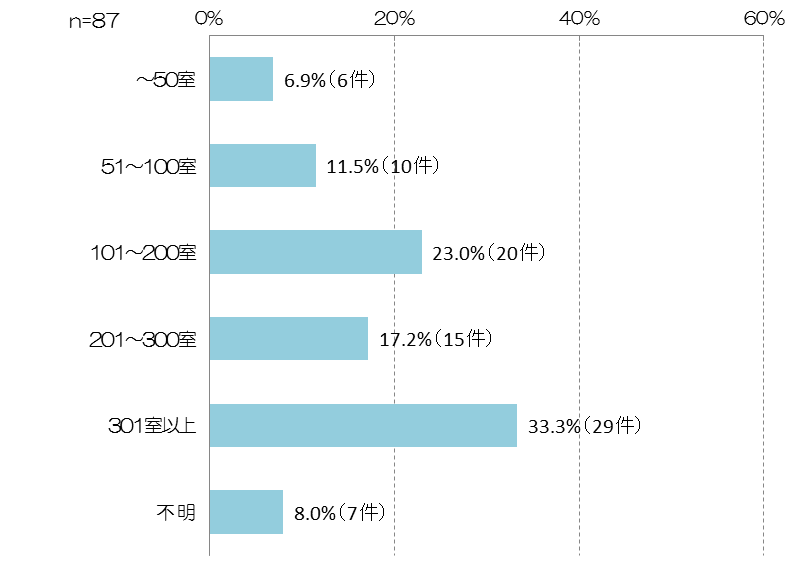 n=87
0% 20% 40% 60%
～50室 6.9%（6件）
51～100室 11.5%（10件）
101～200室 23.0%（20件）
201～300室 17.2%（15件）
301室以上 33.3%（29件）
不明 8.0%（7件）